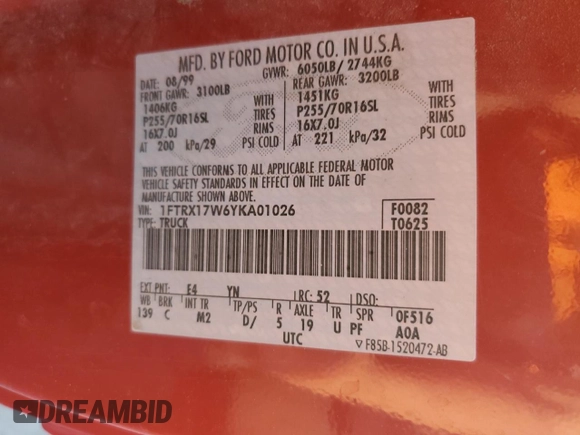 MFD. BY FORD MOTOR CO. IN U.S.A.
DATE: 08/99 GVWR: 6050LB/ 2744KG
FRONT GAWR: 3100LB REAR GAWR: 3200LB
1406KG WITH 1451KG WITH
P255/70R16SL TIRES P255/70R16SL TIRES
16X7.0J RIMS 16X7.0J RIMS
AT 200 kPa/29 PSI COLD AT 221 kPa/32 PSI COLD
THIS VEHICLE CONFORMS TO ALL APPLICABLE FEDERAL MOTOR
VEHICLE SAFETY STANDARDS IN EFFECT ON THE DATE OF
MANUFACTURE SHOWN ABOVE.
VIN: 1FTRX17W6YKA01026 F0082
TYPE: TRUCK T0625
EXT PNT: E4 YN RC: 52 DSO:
WB BRK INT TR TP/PS R AXLE TR SPR 0F516
139 C M2 D/ 5 19 U PF A0A
UTC F85B-1520472-AB
DREAMBID